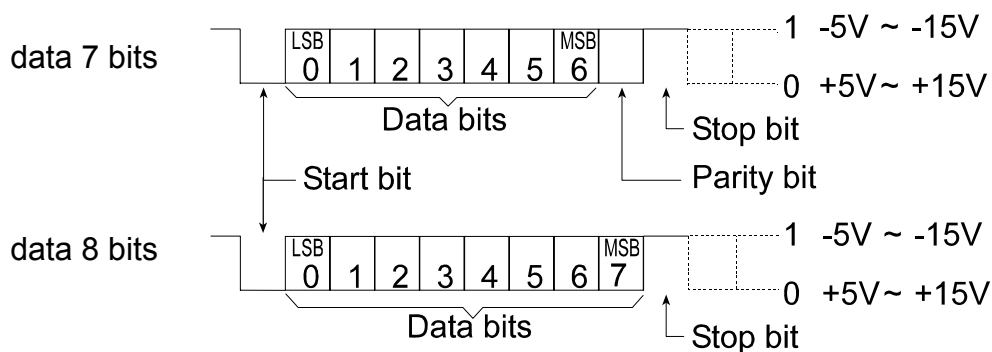 data 7 bits
LSB MSB
0 1 2 3 4 5 6
1 -5V ~ -15V
0 +5V~ +15V
Data bits
Stop bit
Start bit
Parity bit
data 8 bits
LSB MSB
0 1 2 3 4 5 6 7
1 -5V ~ -15V
0 +5V~ +15V
Data bits
Stop bit